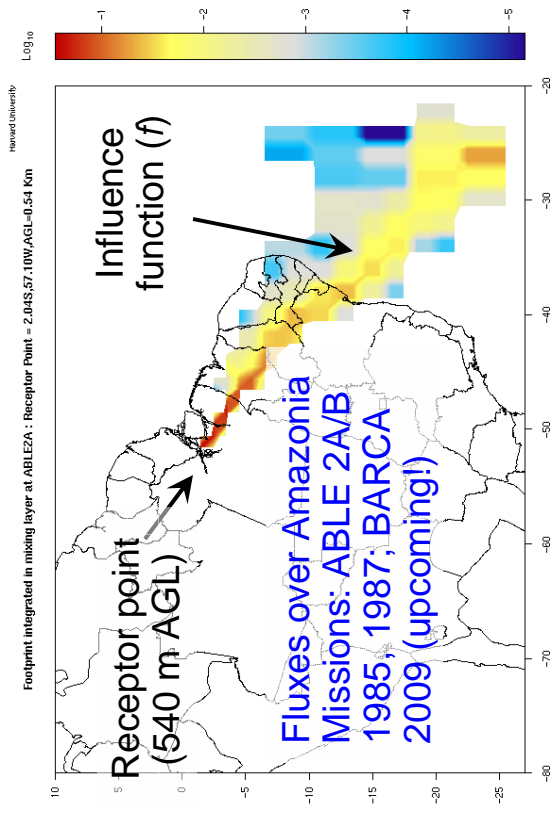 Harvard University
Footprint integrated in mixing layer at ABLE2A : Receptor Point = 2.04S,57.10W,AGL=0.54 Km
Log₁₀
-1
-2
-3
-4
-5
Influence
function (f)
Receptor point
(540 m AGL)
Fluxes over Amazonia
Missions: ABLE 2A/B
1985, 1987; BARCA
2009 (upcoming!)
10
5
0
-5
-10
-15
-20
-25
-80
-70
-60
-50
-40
-30
-20